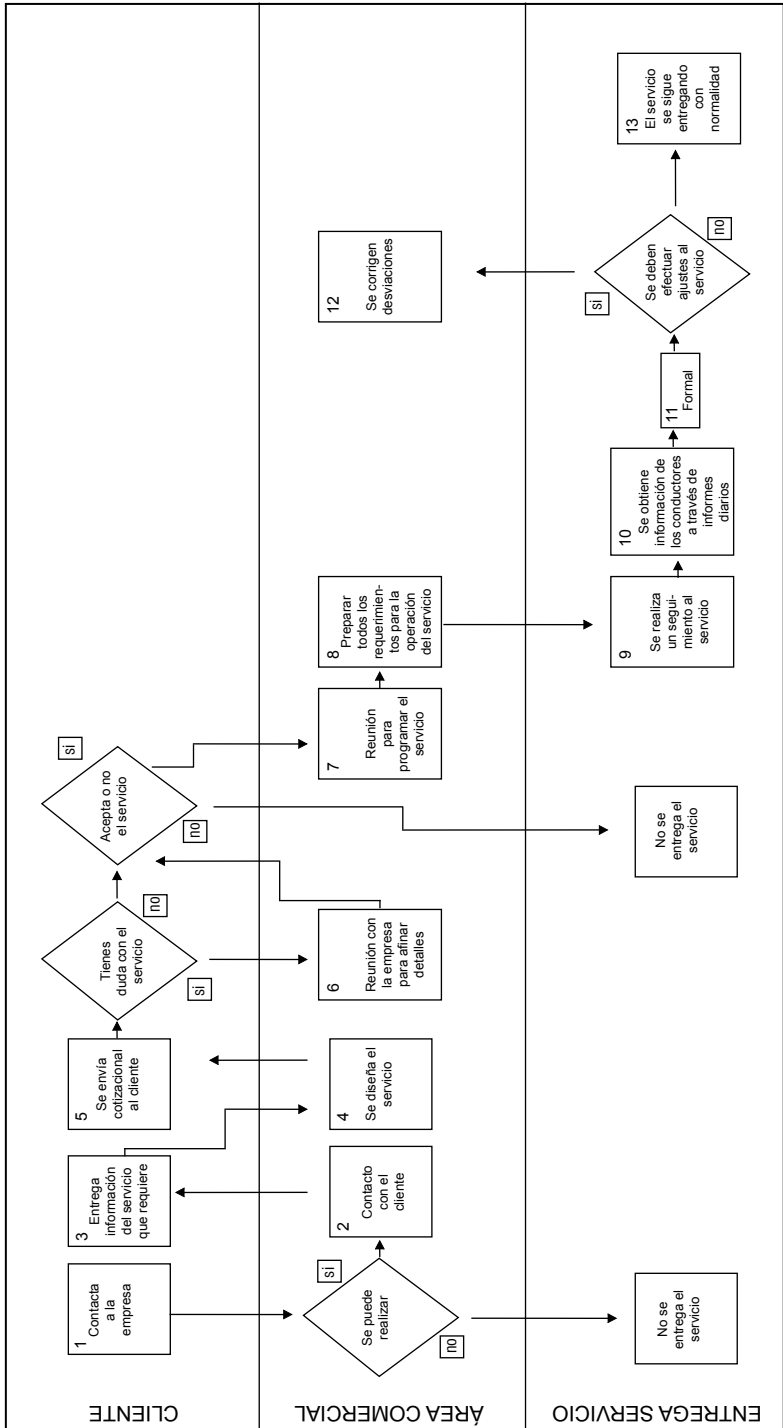 CLIENTE
1
Contacta
a la
empresa
3
Entrega
información
del servicio
que requiere
5
Se envía
cotizacional
al cliente
Tienes
duda con el
servicio
si
no
Acepta o no
el servicio
si
no
ÁREA COMERCIAL
Se puede
realizar
si
no
2
Contacto
con el
cliente
4
Se diseña el
servicio
6
Reunión con
la empresa
para afinar
detalles
7
Reunión
para
programar el
servicio
8
Preparar
todos los
requerimien-
tos para la
operación
del servicio
12
Se corrigen
desviaciones
ENTREGA SERVICIO
No se
entrega el
servicio
No se
entrega el
servicio
9
Se realiza
un segui-
miento al
servicio
10
Se obtiene
información de
los conductores
a través de
informes
diarios
11
Formal
Se deben
efectuar
ajustes al
servicio
si
no
13
El servicio
se sigue
entregando
con
normalidad